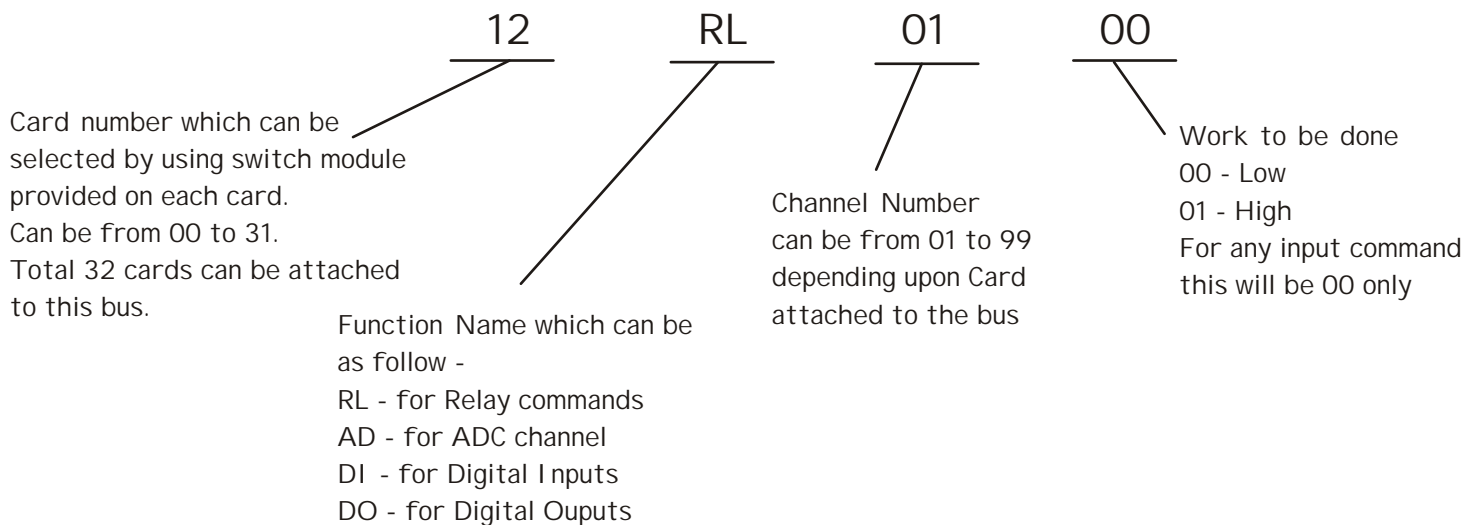 12 RL 01 00
Card number which can be
selected by using switch module
provided on each card.
Can be from 00 to 31.
Total 32 cards can be attached
to this bus.
Function Name which can be
as follow -
RL - for Relay commands
AD - for ADC channel
DI - for Digital Inputs
DO - for Digital Ouputs
Channel Number
can be from 01 to 99
depending upon Card
attached to the bus
Work to be done
00 - Low
01 - High
For any input command
this will be 00 only